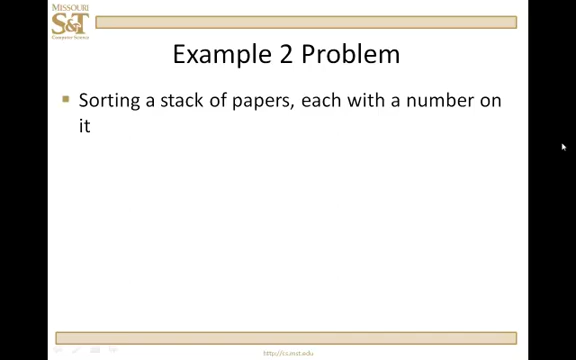 MISSOURI
S&T
Computer Science
Example 2 Problem
Sorting a stack of papers, each with a number on
it
http://cs.mst.edu